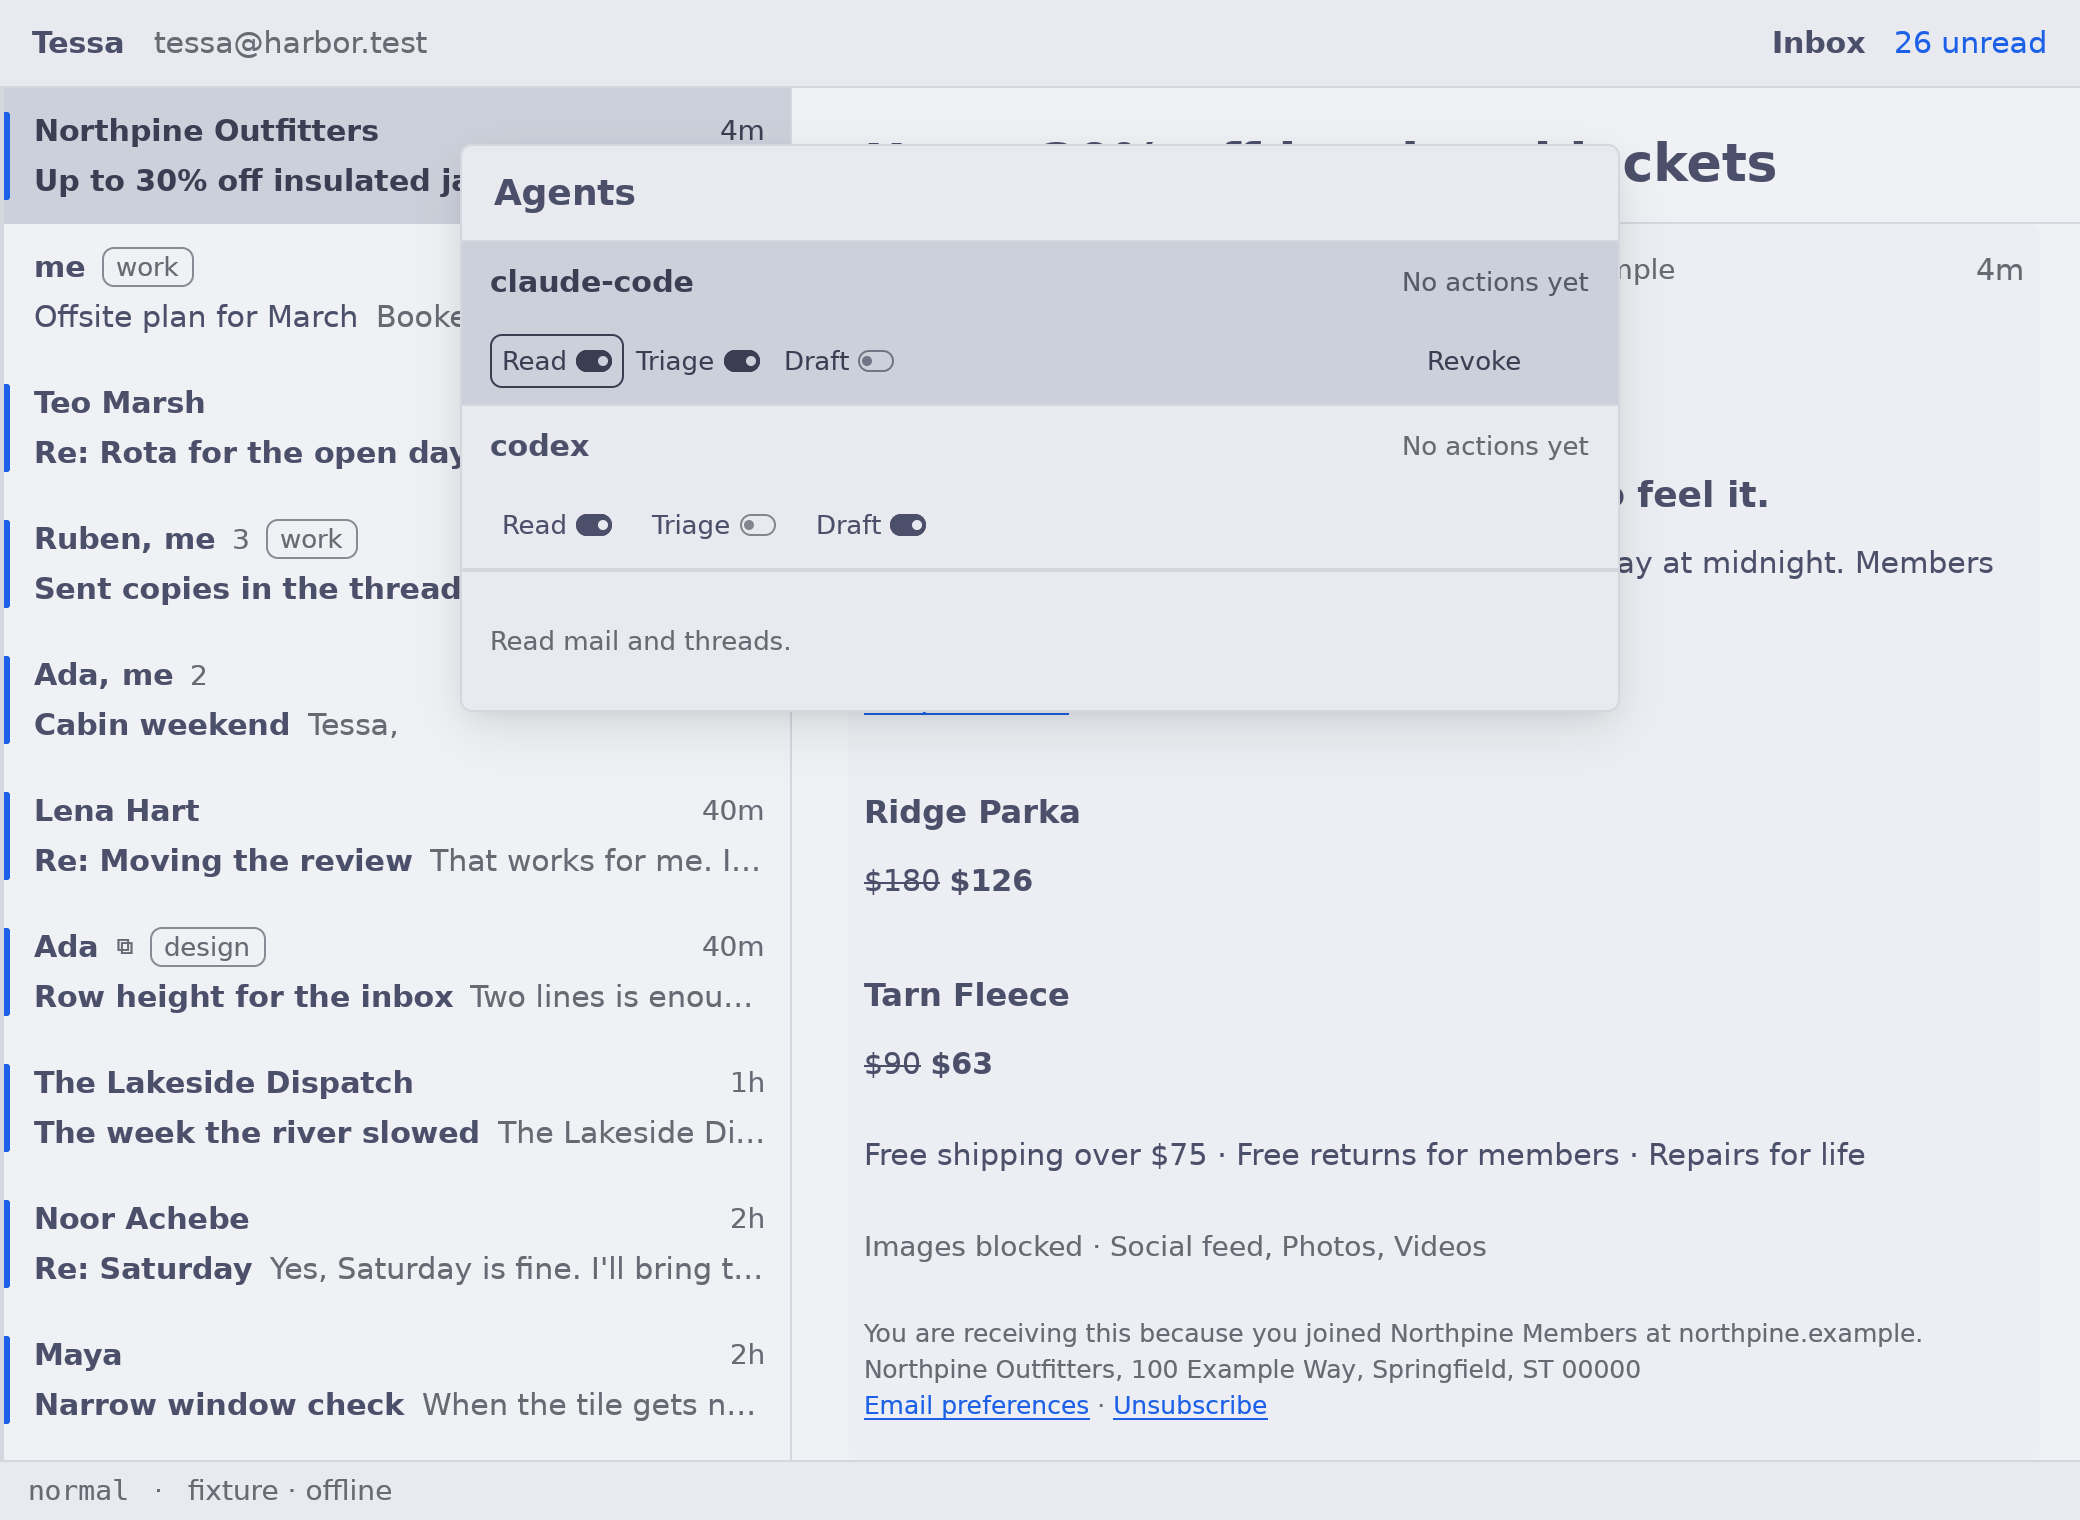 Tessa tessa@harbor.test Inbox 26 unread
Northpine Outfitters 4m
Up to 30% off insulated
ckets
Agents
me work
Offsite plan for March
claude-code No actions yet
4m
Read Triage Draft Revoke
Teo Marsh
Re: Rota for the open day
codex No actions yet
feel it.
Ruben, me 3 work
Sent copies in the thread
Read Triage Draft
at midnight. Members
Read mail and threads.
Ada, me 2
Cabin weekend Tessa,
Lena Hart 40m
Re: Moving the review That works for me. I…
Ada design 40m
Row height for the inbox Two lines is enou…
The Lakeside Dispatch 1h
The week the river slowed The Lakeside Di…
Noor Achebe 2h
Re: Saturday Yes, Saturday is fine. I'll bring t…
Maya 2h
Narrow window check When the tile gets n…
Ridge Parka
$180 $126
Tarn Fleece
$90 $63
Free shipping over $75 · Free returns for members · Repairs for life
Images blocked · Social feed, Photos, Videos
You are receiving this because you joined Northpine Members at northpine.example.
Northpine Outfitters, 100 Example Way, Springfield, ST 00000
Email preferences · Unsubscribe
normal · fixture · offline